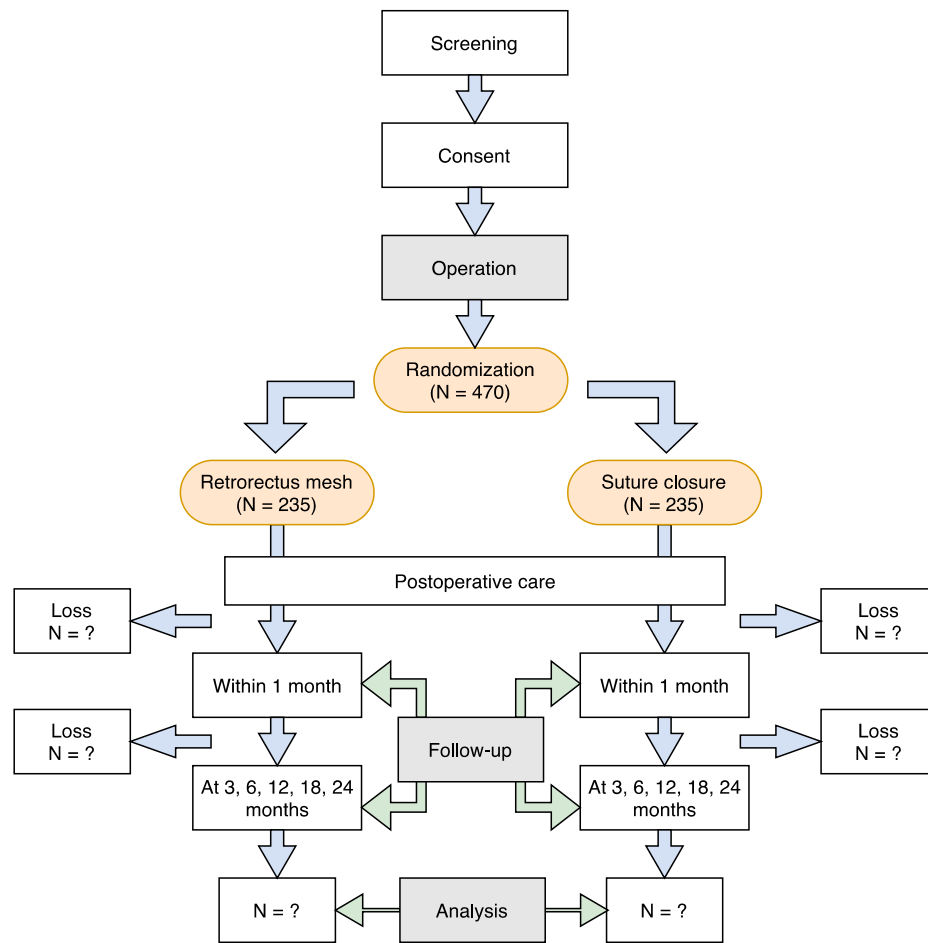 Screening
Consent
Operation
Randomization
(N = 470)
Retrorectus mesh
(N = 235)
Suture closure
(N = 235)
Postoperative care
Loss
N = ?
Loss
N = ?
Within 1 month
Within 1 month
Loss
N = ?
Follow-up
Loss
N = ?
At 3, 6, 12, 18, 24
months
At 3, 6, 12, 18, 24
months
N = ?
Analysis
N = ?